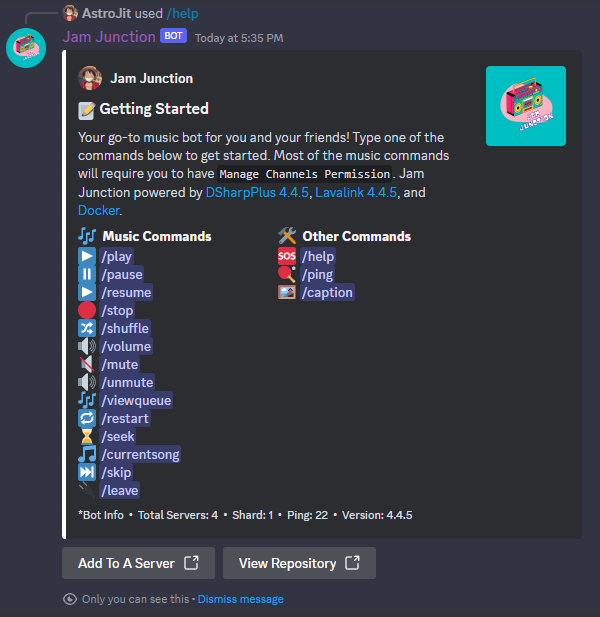 AstroJit used /help
Jam Junction BOT Today at 5:35 PM
Jam Junction
Getting Started
Your go-to music bot for you and your friends! Type one of the
commands below to get started. Most of the music commands
will require you to have Manage Channels Permission. Jam
Junction powered by DSharpPlus 4.4.5, Lavalink 4.4.5, and
Docker.
JAM
JUNCTION
Music Commands
/play
/pause
/resume
/stop
/shuffle
/volume
/mute
/unmute
/viewqueue
/restart
/seek
/currentsong
/skip
/leave
Other Commands
SOS /help
/ping
/caption
*Bot Info • Total Servers: 4 • Shard: 1 • Ping: 22 • Version: 4.4.5
Add To A Server
View Repository
Only you can see this • Dismiss message